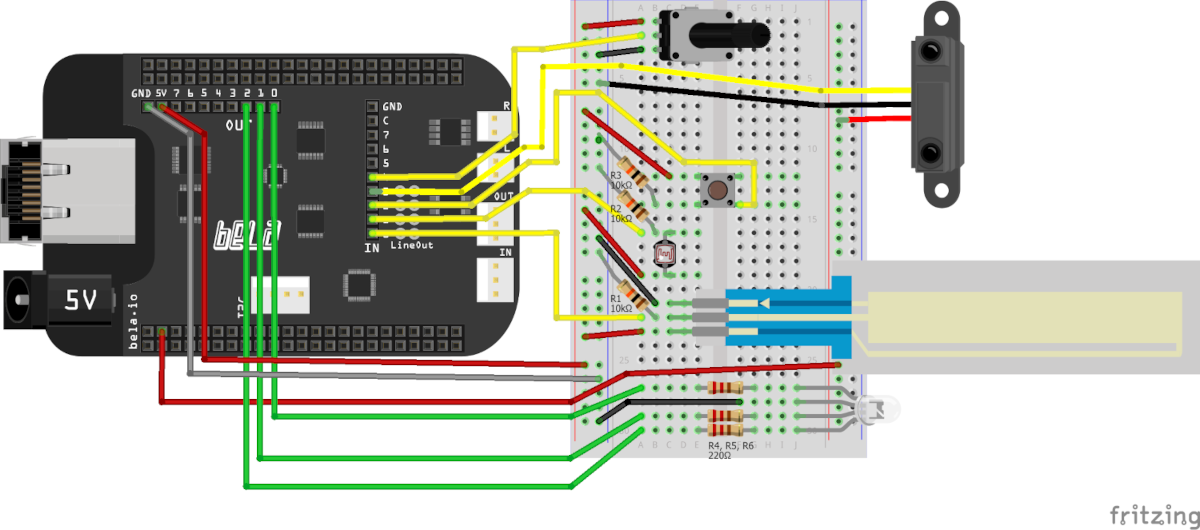 A B C D E F G H I J
1
5
10
15
25
GND 5V 7 6 5 4 3 2 1 0
OUT
GND
C
7
6
5
R
L
OUT
IN
IN
LineOut
bela
5V
bela.io
R3
10kΩ
R2
10kΩ
R1
10kΩ
R4, R5, R6
220Ω
A B C D E F G H I J
fritzing